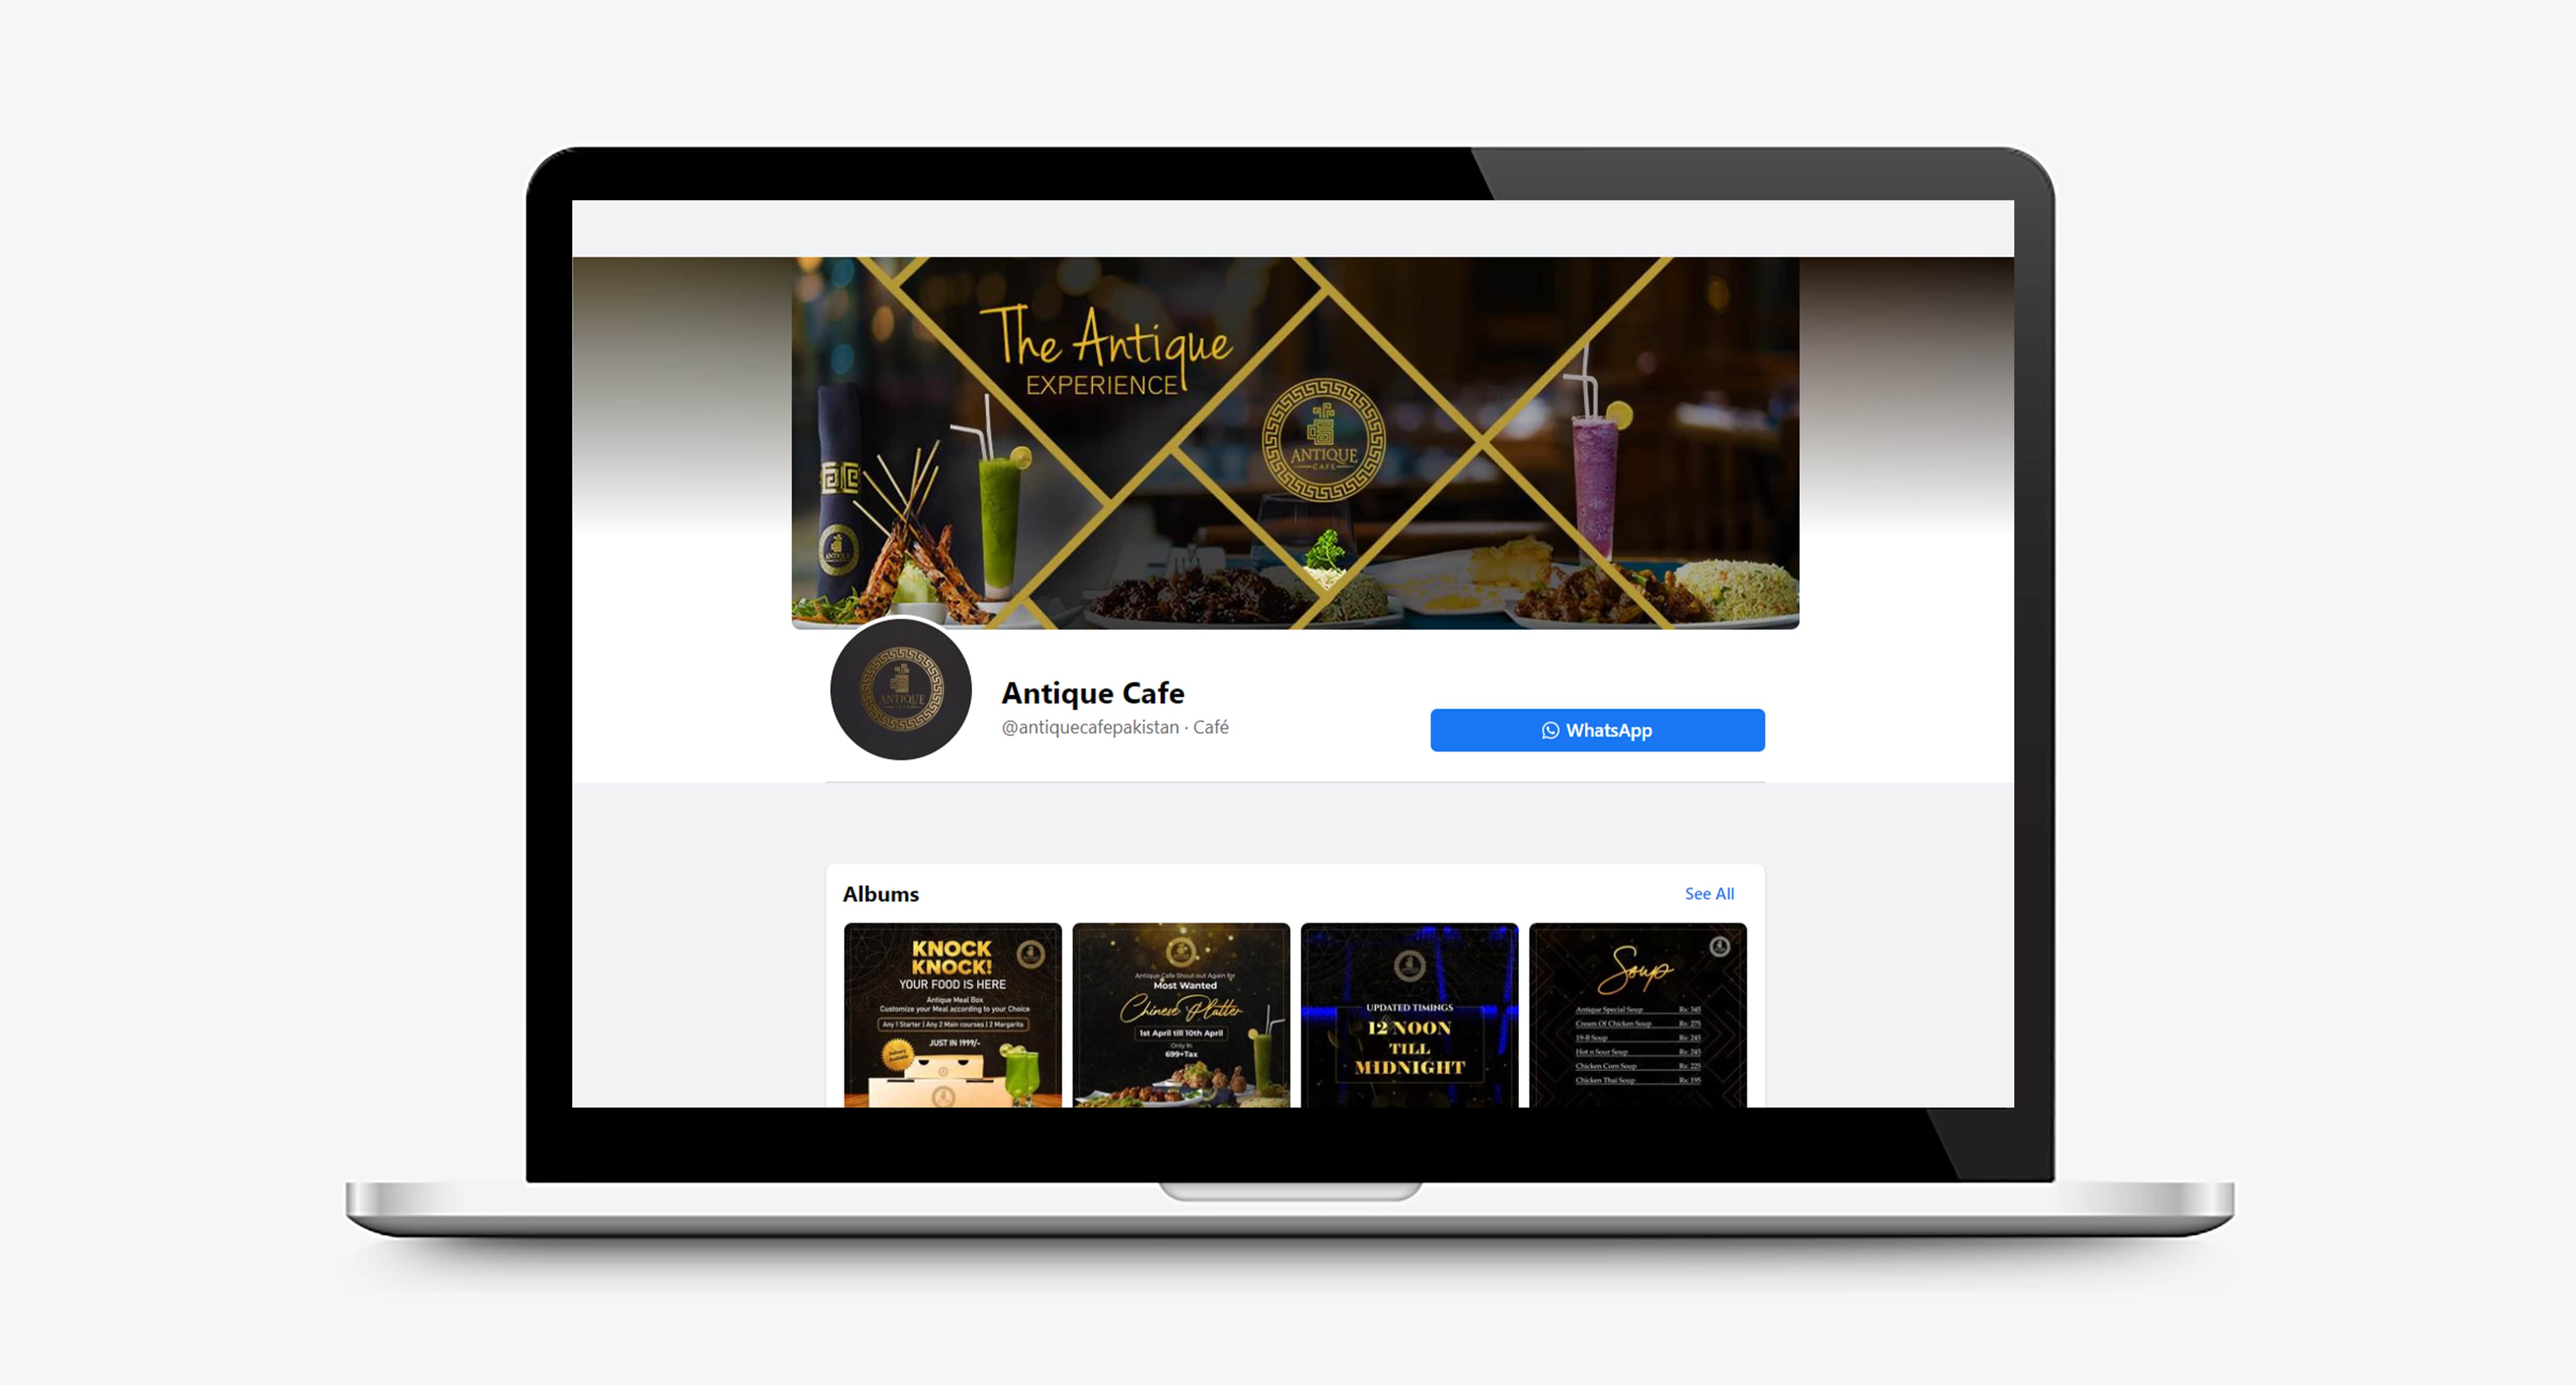 The Antique
EXPERIENCE
ANTIQUE
CAFE
ANTIQUE
ANTIQUE
CAFE
Antique Cafe
@antiquecafepakistan · Café
WhatsApp
Albums
See All
KNOCK
KNOCK!
YOUR FOOD IS HERE
Antique Meal Box
Customize your Meal according to your Choice
Any 1 Starter | Any 2 Main courses | 2 Margarita
JUST IN 1999/-
Delivery
Available
Antique Cafe Shout out Again for
Most Wanted
Chinese Platter
1st April till 10th April
Only In
699+Tax
UPDATED TIMINGS
12 NOON
TILL
MIDNIGHT
Soup
Antique Special Soup Rs: 345
Cream Of Chicken Soup Rs: 275
19-B Soup Rs: 245
Hot n Sour Soup Rs: 245
Chicken Corn Soup Rs: 225
Chicken Thai Soup Rs: 195